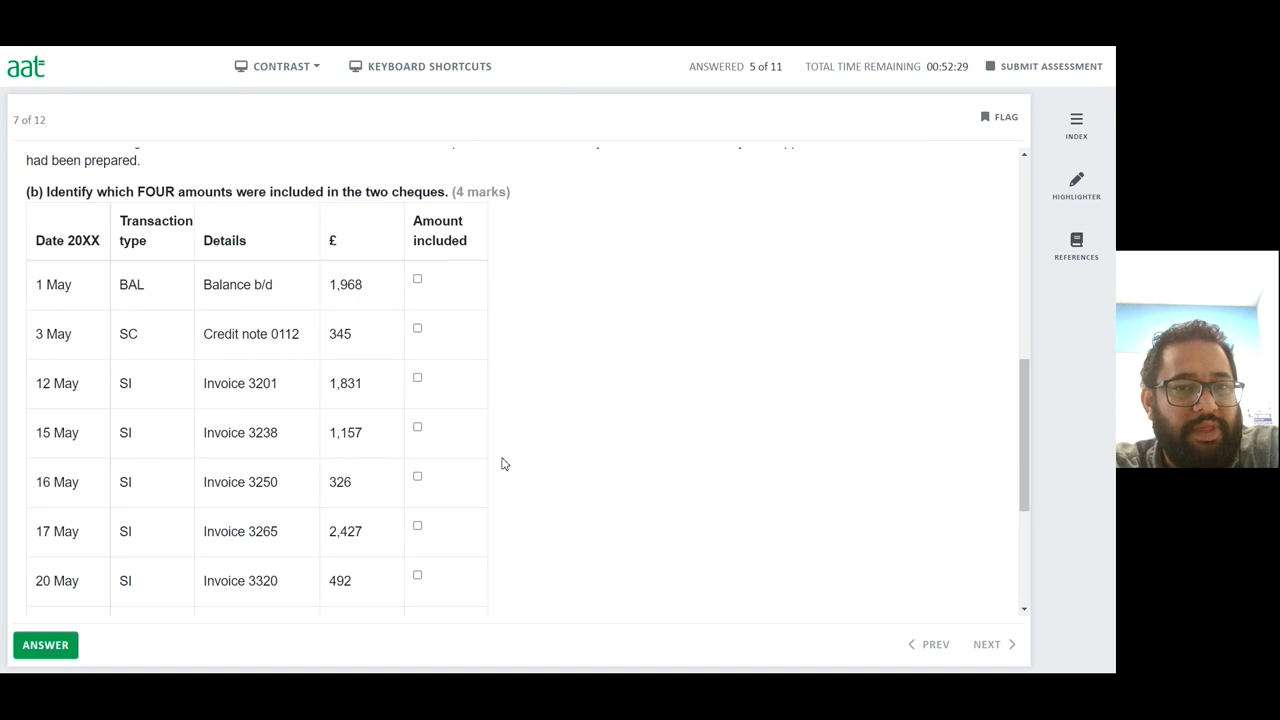 aat
CONTRAST
KEYBOARD SHORTCUTS
ANSWERED 5 of 11
TOTAL TIME REMAINING 00:52:29
SUBMIT ASSESSMENT
7 of 12
FLAG
INDEX
HIGHLIGHTER
REFERENCES
had been prepared.
(b) Identify which FOUR amounts were included in the two cheques. (4 marks)
Date 20XX Transaction type Details £ Amount included
1 May BAL Balance b/d 1,968
3 May SC Credit note 0112 345
12 May SI Invoice 3201 1,831
15 May SI Invoice 3238 1,157
16 May SI Invoice 3250 326
17 May SI Invoice 3265 2,427
20 May SI Invoice 3320 492
ANSWER
PREV
NEXT